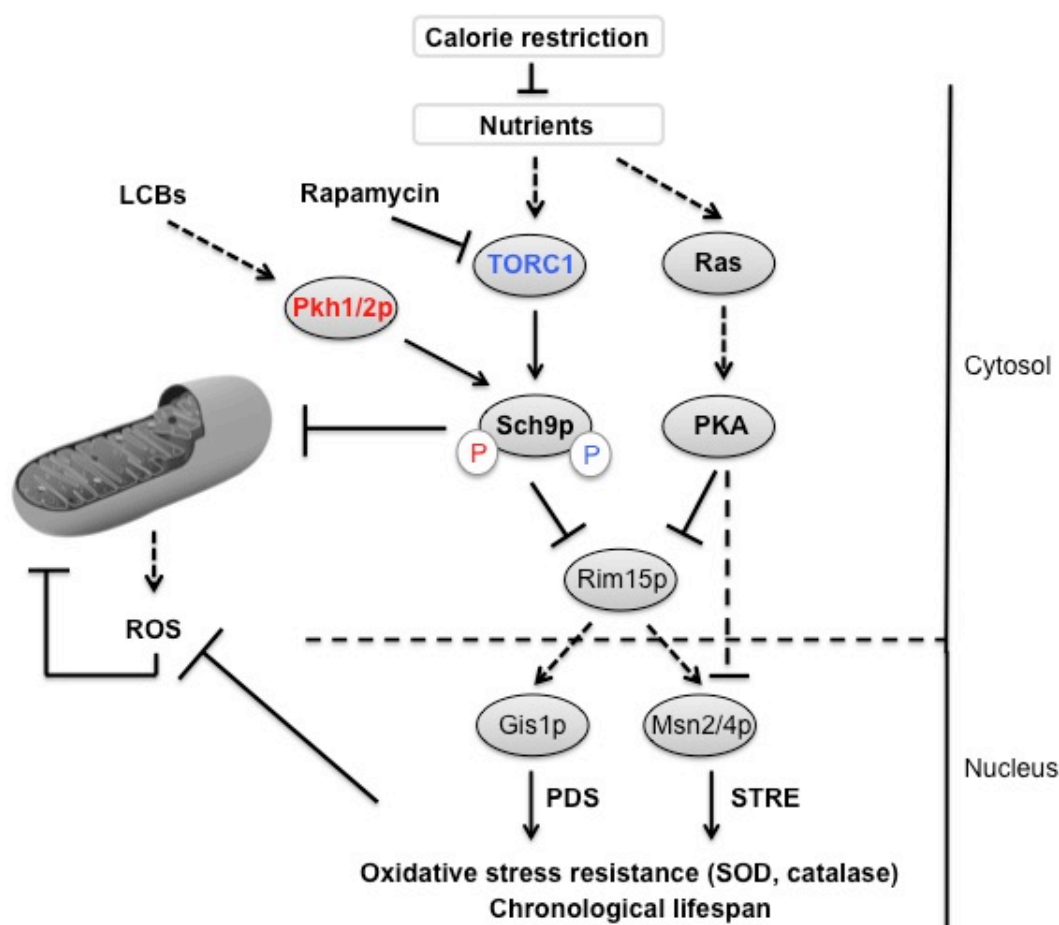 Calorie restriction
Nutrients
LCBs
Rapamycin
TORC1
Ras
Pkh1/2p
Cytosol
Sch9p
PKA
P
P
Rim15p
ROS
Gis1p
Msn2/4p
Nucleus
PDS
STRE
Oxidative stress resistance (SOD, catalase)
Chronological lifespan